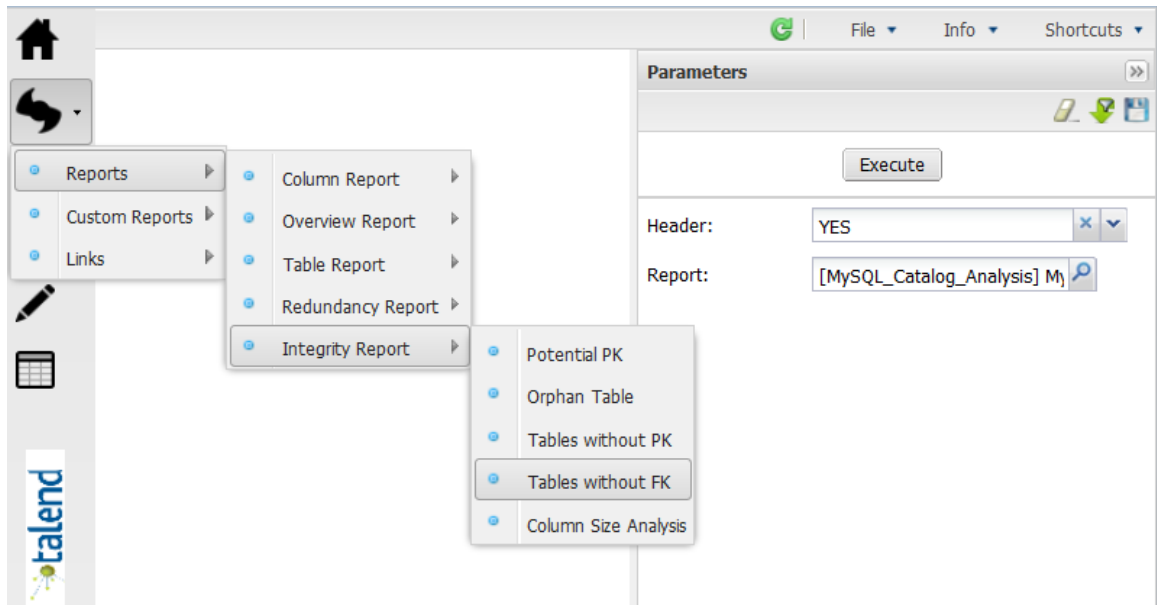 File Info Shortcuts
Parameters
Execute
Header: YES
Report: [MySQL_Catalog_Analysis] My
Reports
Custom Reports
Links
Column Report
Overview Report
Table Report
Redundancy Report
Integrity Report
Potential PK
Orphan Table
Tables without PK
Tables without FK
Column Size Analysis
talend